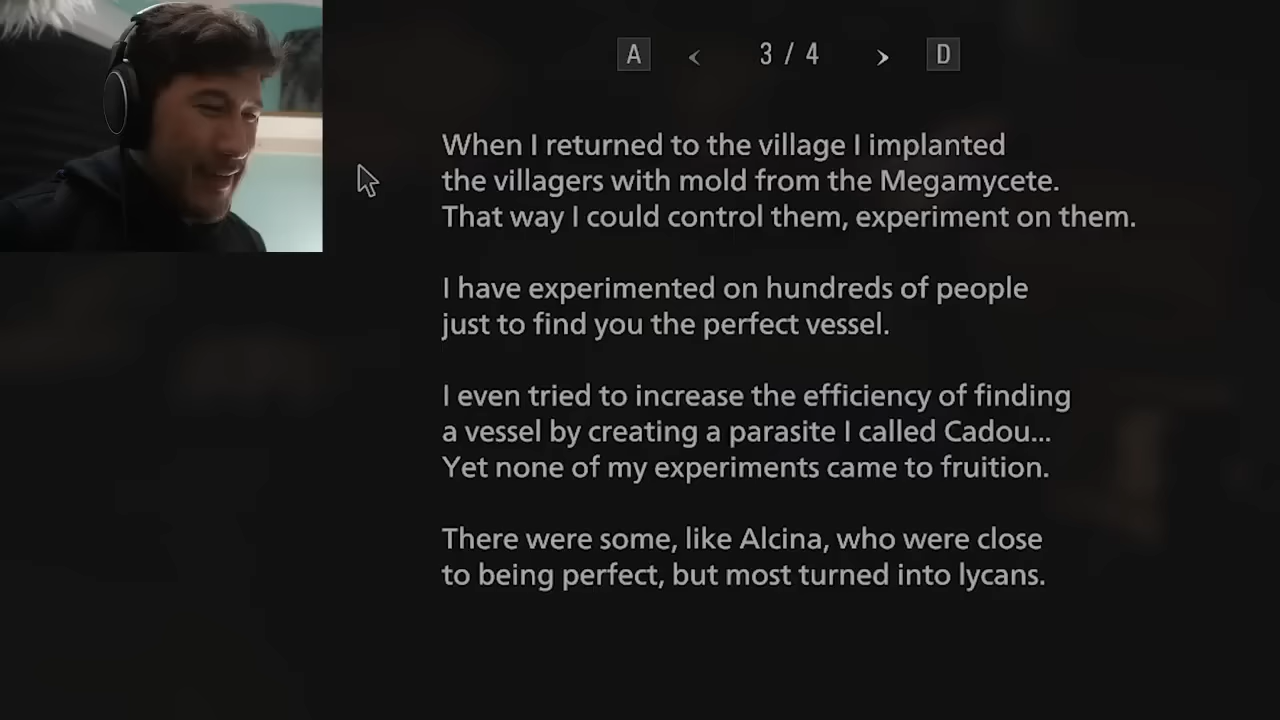 A < 3 / 4 > D
When I returned to the village I implanted
the villagers with mold from the Megamycete.
That way I could control them, experiment on them.
I have experimented on hundreds of people
just to find you the perfect vessel.
I even tried to increase the efficiency of finding
a vessel by creating a parasite I called Cadou...
Yet none of my experiments came to fruition.
There were some, like Alcina, who were close
to being perfect, but most turned into lycans.